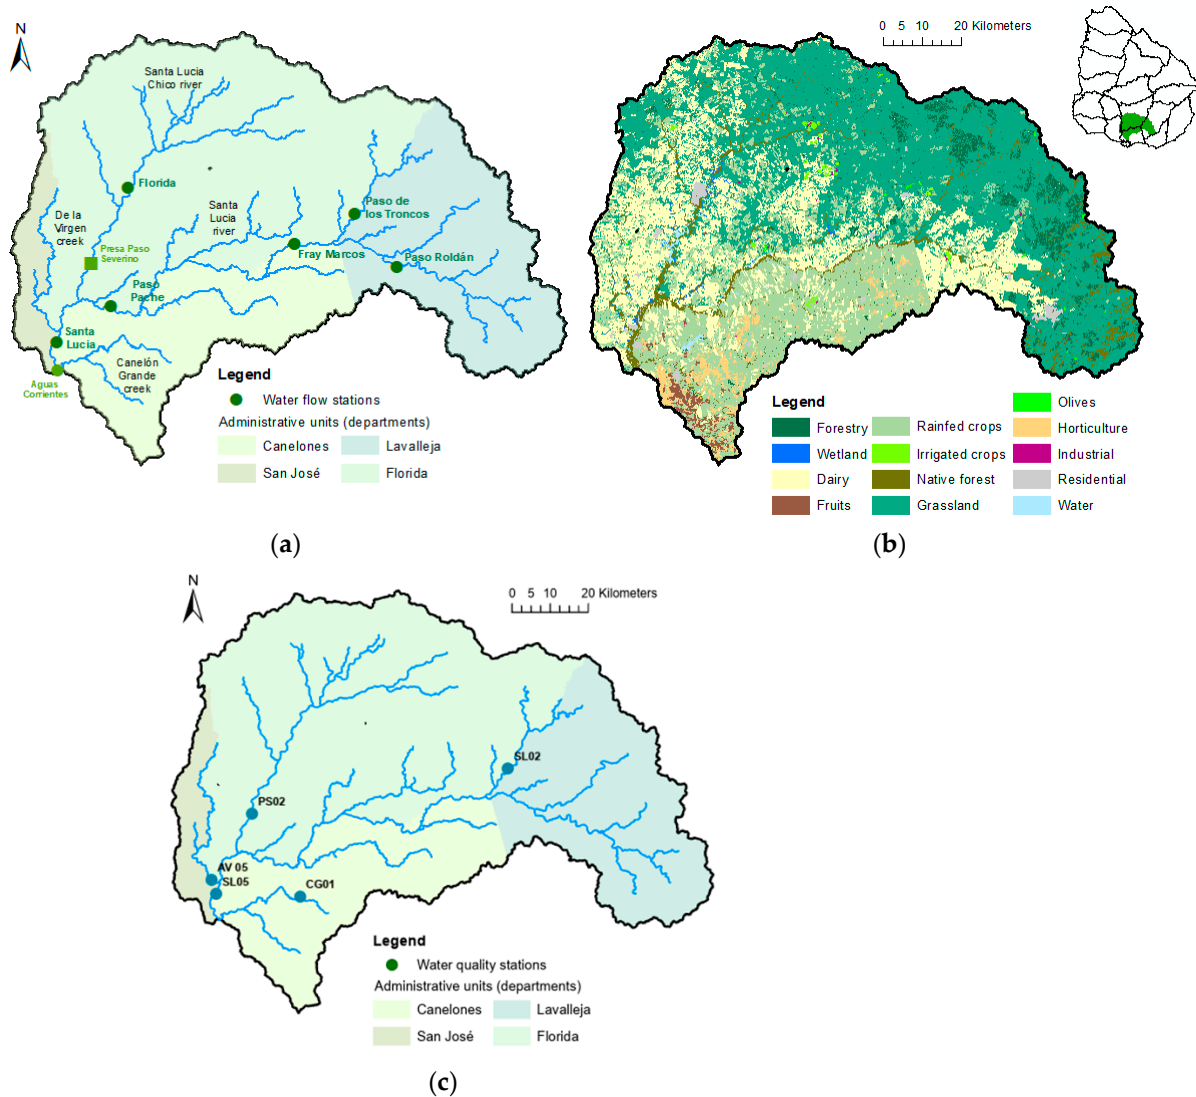 N
Santa Lucia
Chico river
Florida
De la
Virgen
creek
Santa
Lucia
river
Paso de
los Troncos
Presa Paso
Severino
Fray Marcos
Paso Roldán
Paso
Pache
Santa
Lucia
Canelón
Grande
creek
Aguas
Corrientes
Legend
Water flow stations
Administrative units (departments)
Canelones
Lavalleja
San José
Florida
(a)
0 5 10 20 Kilometers
Legend
Forestry
Wetland
Dairy
Fruits
Rainfed crops
Irrigated crops
Native forest
Grassland
Olives
Horticulture
Industrial
Residential
Water
(b)
N
0 5 10 20 Kilometers
SL02
PS02
AV 05
SL05
CG01
Legend
Water quality stations
Administrative units (departments)
Canelones
Lavalleja
San José
Florida
(c)